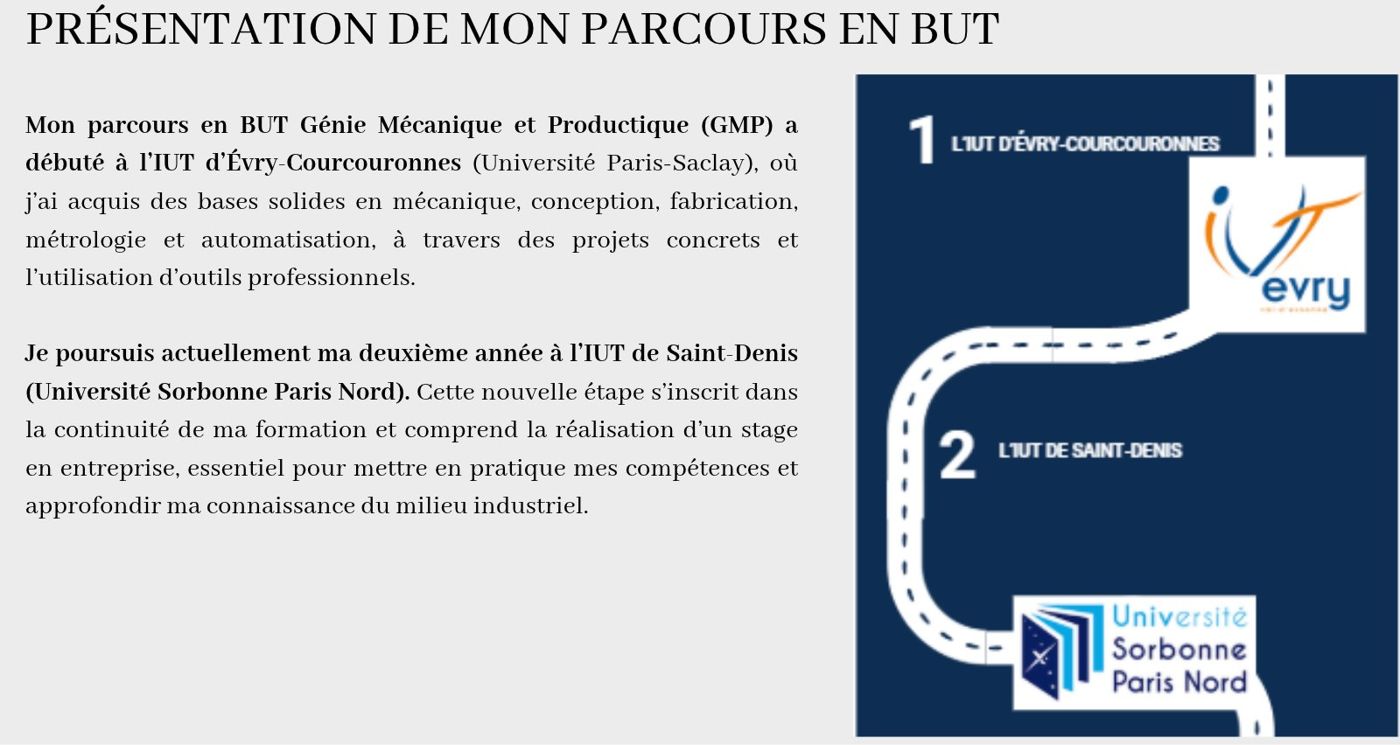 PRÉSENTATION DE MON PARCOURS EN BUT
Mon parcours en BUT Génie Mécanique et Productique (GMP) a
débuté à l'IUT d'Évry-Courcouronnes (Université Paris-Saclay), où
j'ai acquis des bases solides en mécanique, conception, fabrication,
métrologie et automatisation, à travers des projets concrets et
l'utilisation d'outils professionnels.
Je poursuis actuellement ma deuxième année à l'IUT de Saint-Denis
(Université Sorbonne Paris Nord). Cette nouvelle étape s'inscrit dans
la continuité de ma formation et comprend la réalisation d'un stage
en entreprise, essentiel pour mettre en pratique mes compétences et
approfondir ma connaissance du milieu industriel.
1 L'IUT D'ÉVRY-COURCOURONNES
iUT
evry
2 L'IUT DE SAINT-DENIS
Université
Sorbonne
Paris Nord